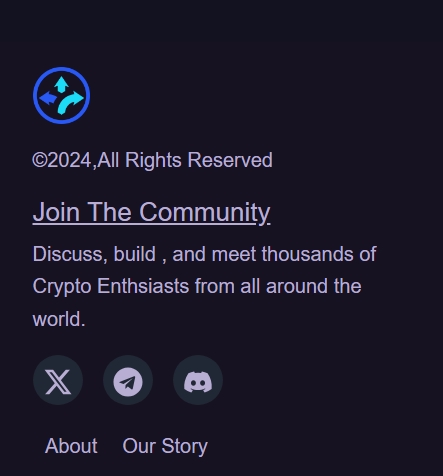 ©2024,All Rights Reserved
Join The Community
Discuss, build , and meet thousands of
Crypto Enthsiasts from all around the
world.
About Our Story